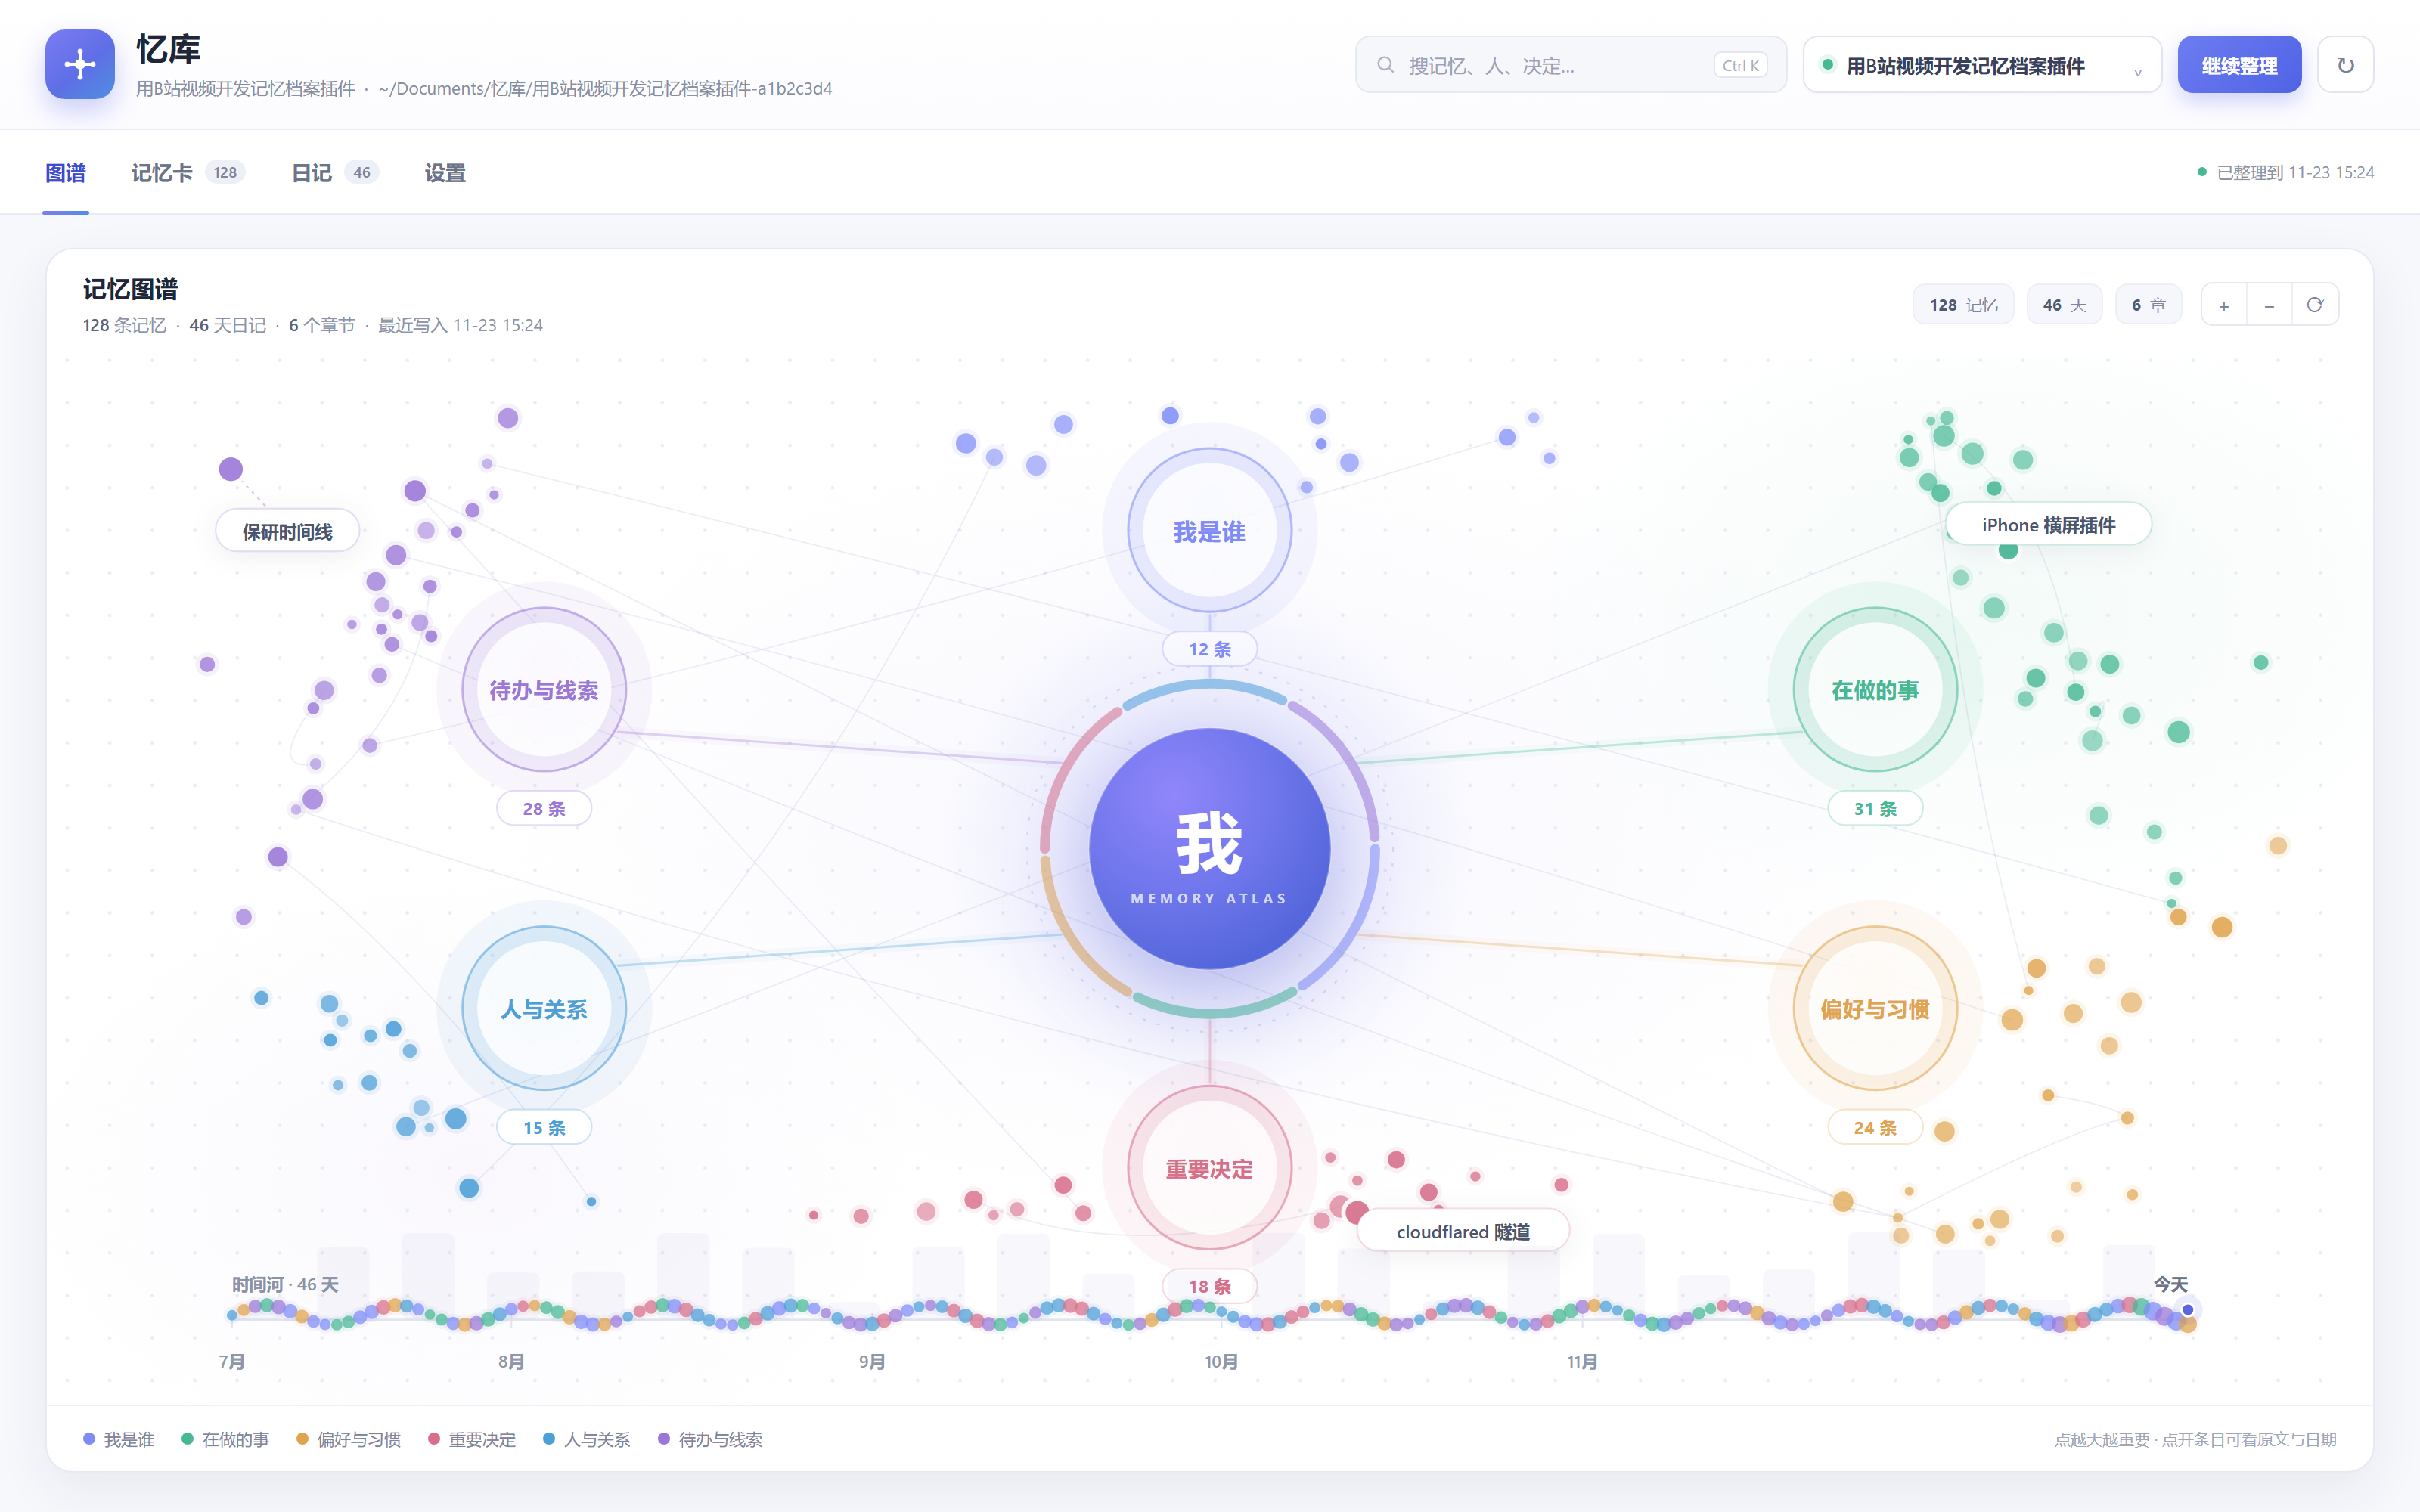 忆库
用B站视频开发记忆档案插件 · ~/Documents/忆库/用B站视频开发记忆档案插件-a1b2c3d4
搜记忆、人、决定... Ctrl K
用B站视频开发记忆档案插件
继续整理
图谱 记忆卡 128 日记 46 设置
已整理到 11-23 15:24
记忆图谱
128 条记忆 · 46 天日记 · 6 个章节 · 最近写入 11-23 15:24
128 记忆 46 天 6 章
保研时间线
iPhone 横屏插件
我是谁
12 条
待办与线索
28 条
在做的事
31 条
我
MEMORY ATLAS
人与关系
15 条
偏好与习惯
24 条
重要决定
18 条
cloudflared 隧道
时间河 · 46 天
今天
7月 8月 9月 10月 11月
我是谁 在做的事 偏好与习惯 重要决定 人与关系 待办与线索
点越大越重要 · 点开条目可看原文与日期